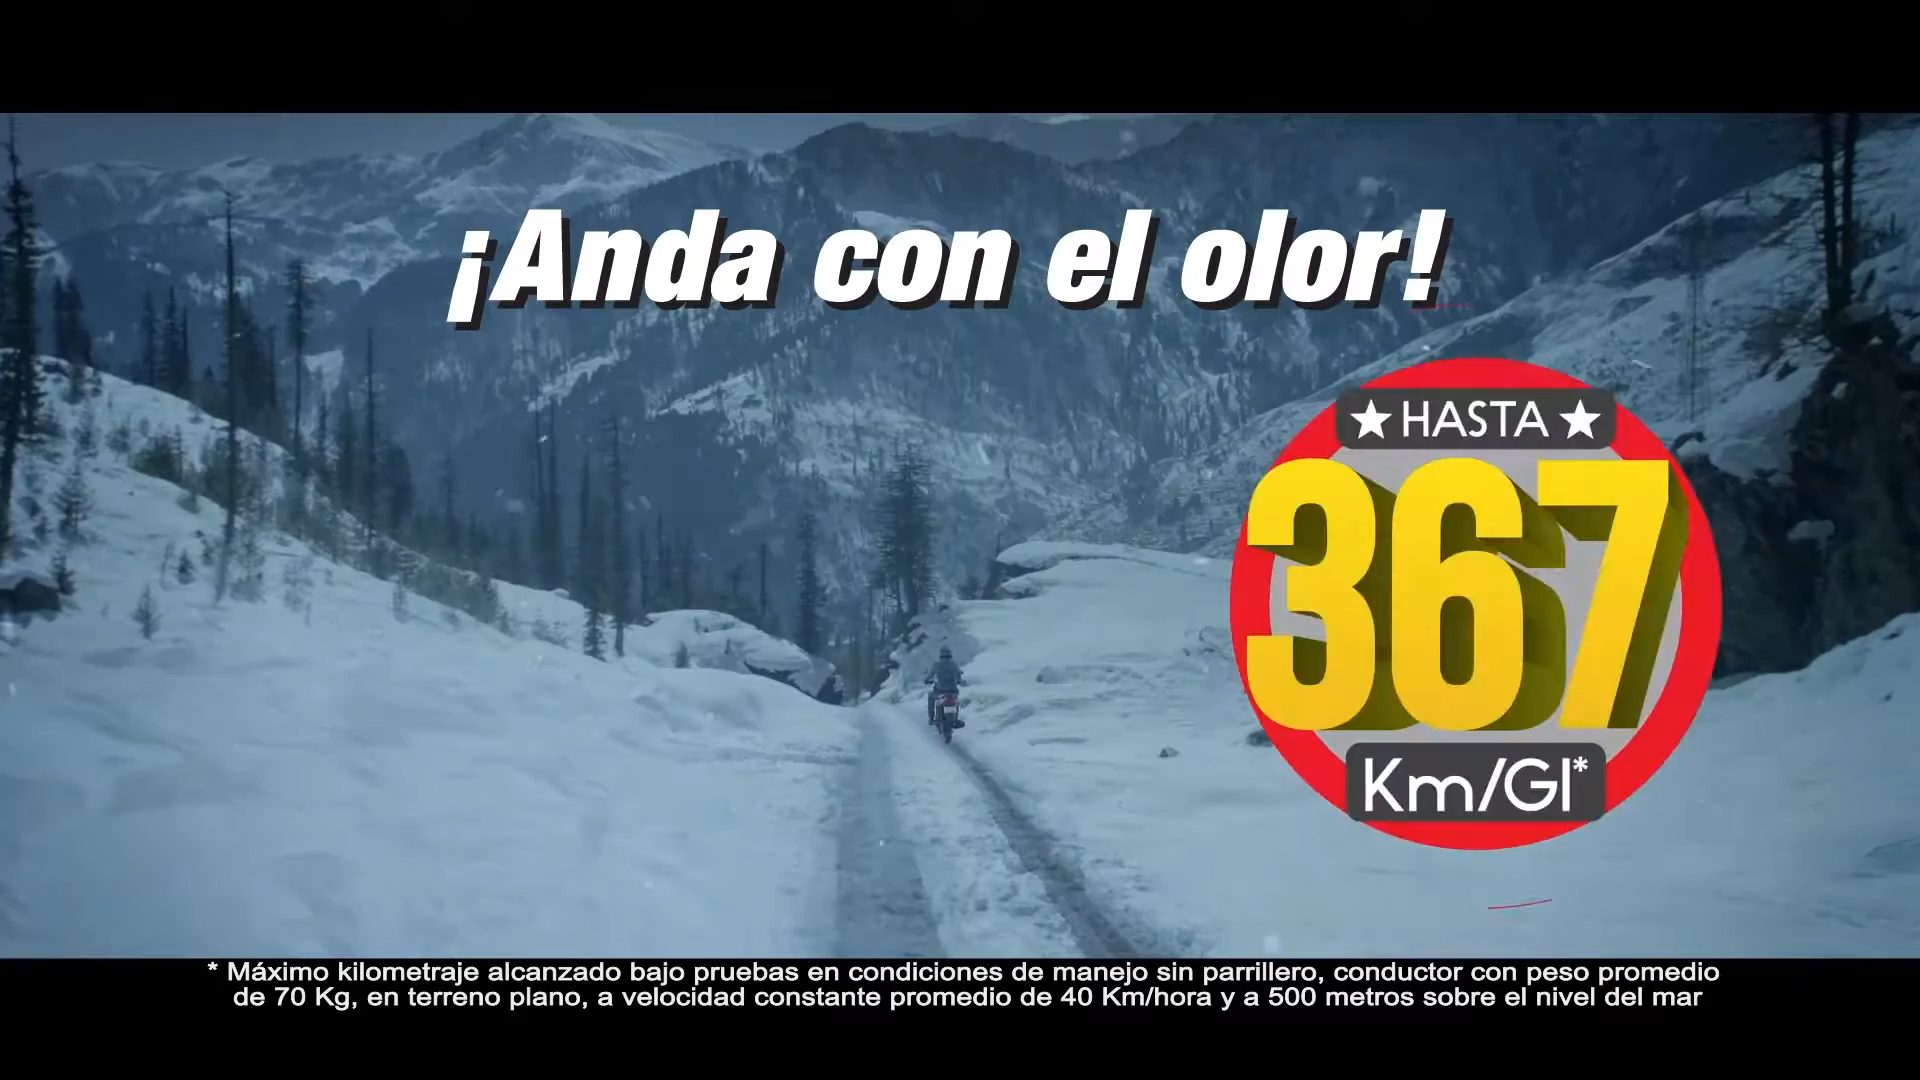 ¡Anda con el olor!
★ HASTA ★
367
Km/Gl*
* Máximo kilometraje alcanzado bajo pruebas en condiciones de manejo sin parrillero, conductor con peso promedio
de 70 Kg, en terreno plano, a velocidad constante promedio de 40 Km/hora y a 500 metros sobre el nivel del mar